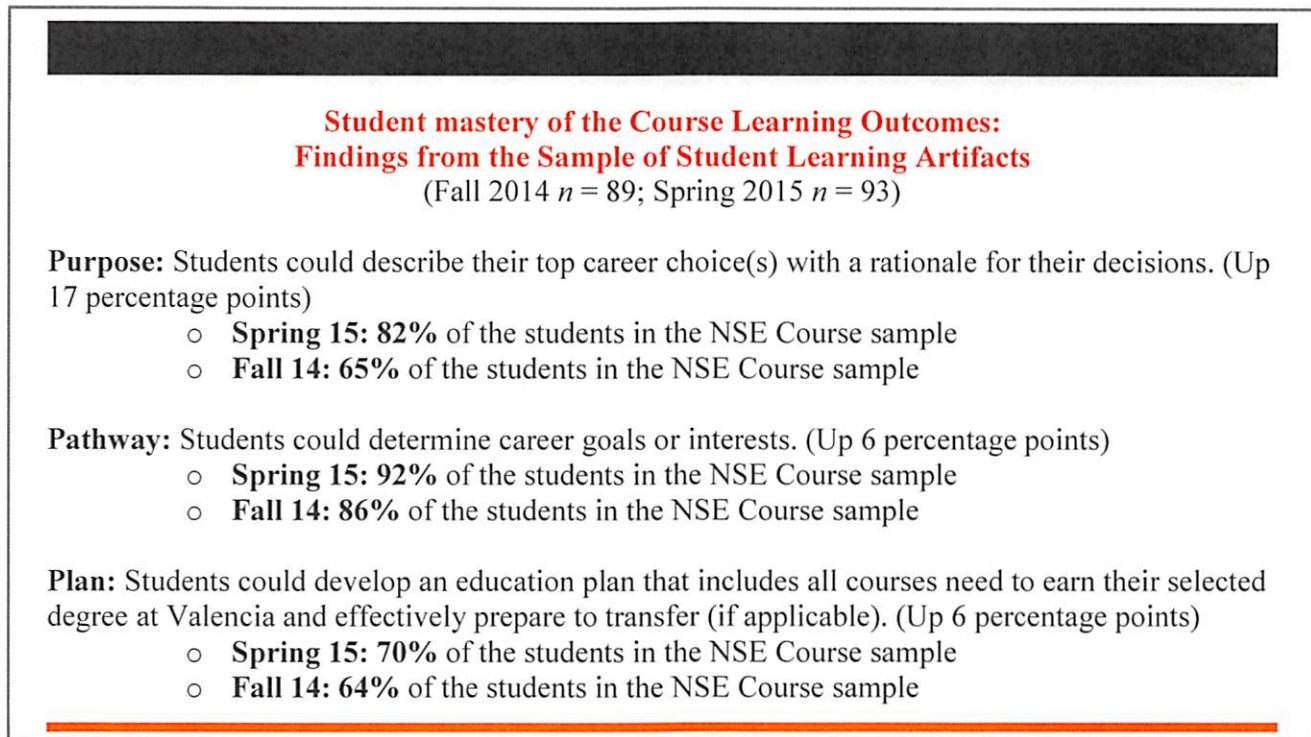 Student mastery of the Course Learning Outcomes:
Findings from the Sample of Student Learning Artifacts
(Fall 2014 n = 89; Spring 2015 n = 93)
Purpose: Students could describe their top career choice(s) with a rationale for their decisions. (Up
17 percentage points)
o Spring 15: 82% of the students in the NSE Course sample
o Fall 14: 65% of the students in the NSE Course sample
Pathway: Students could determine career goals or interests. (Up 6 percentage points)
o Spring 15: 92% of the students in the NSE Course sample
o Fall 14: 86% of the students in the NSE Course sample
Plan: Students could develop an education plan that includes all courses need to earn their selected
degree at Valencia and effectively prepare to transfer (if applicable). (Up 6 percentage points)
o Spring 15: 70% of the students in the NSE Course sample
o Fall 14: 64% of the students in the NSE Course sample